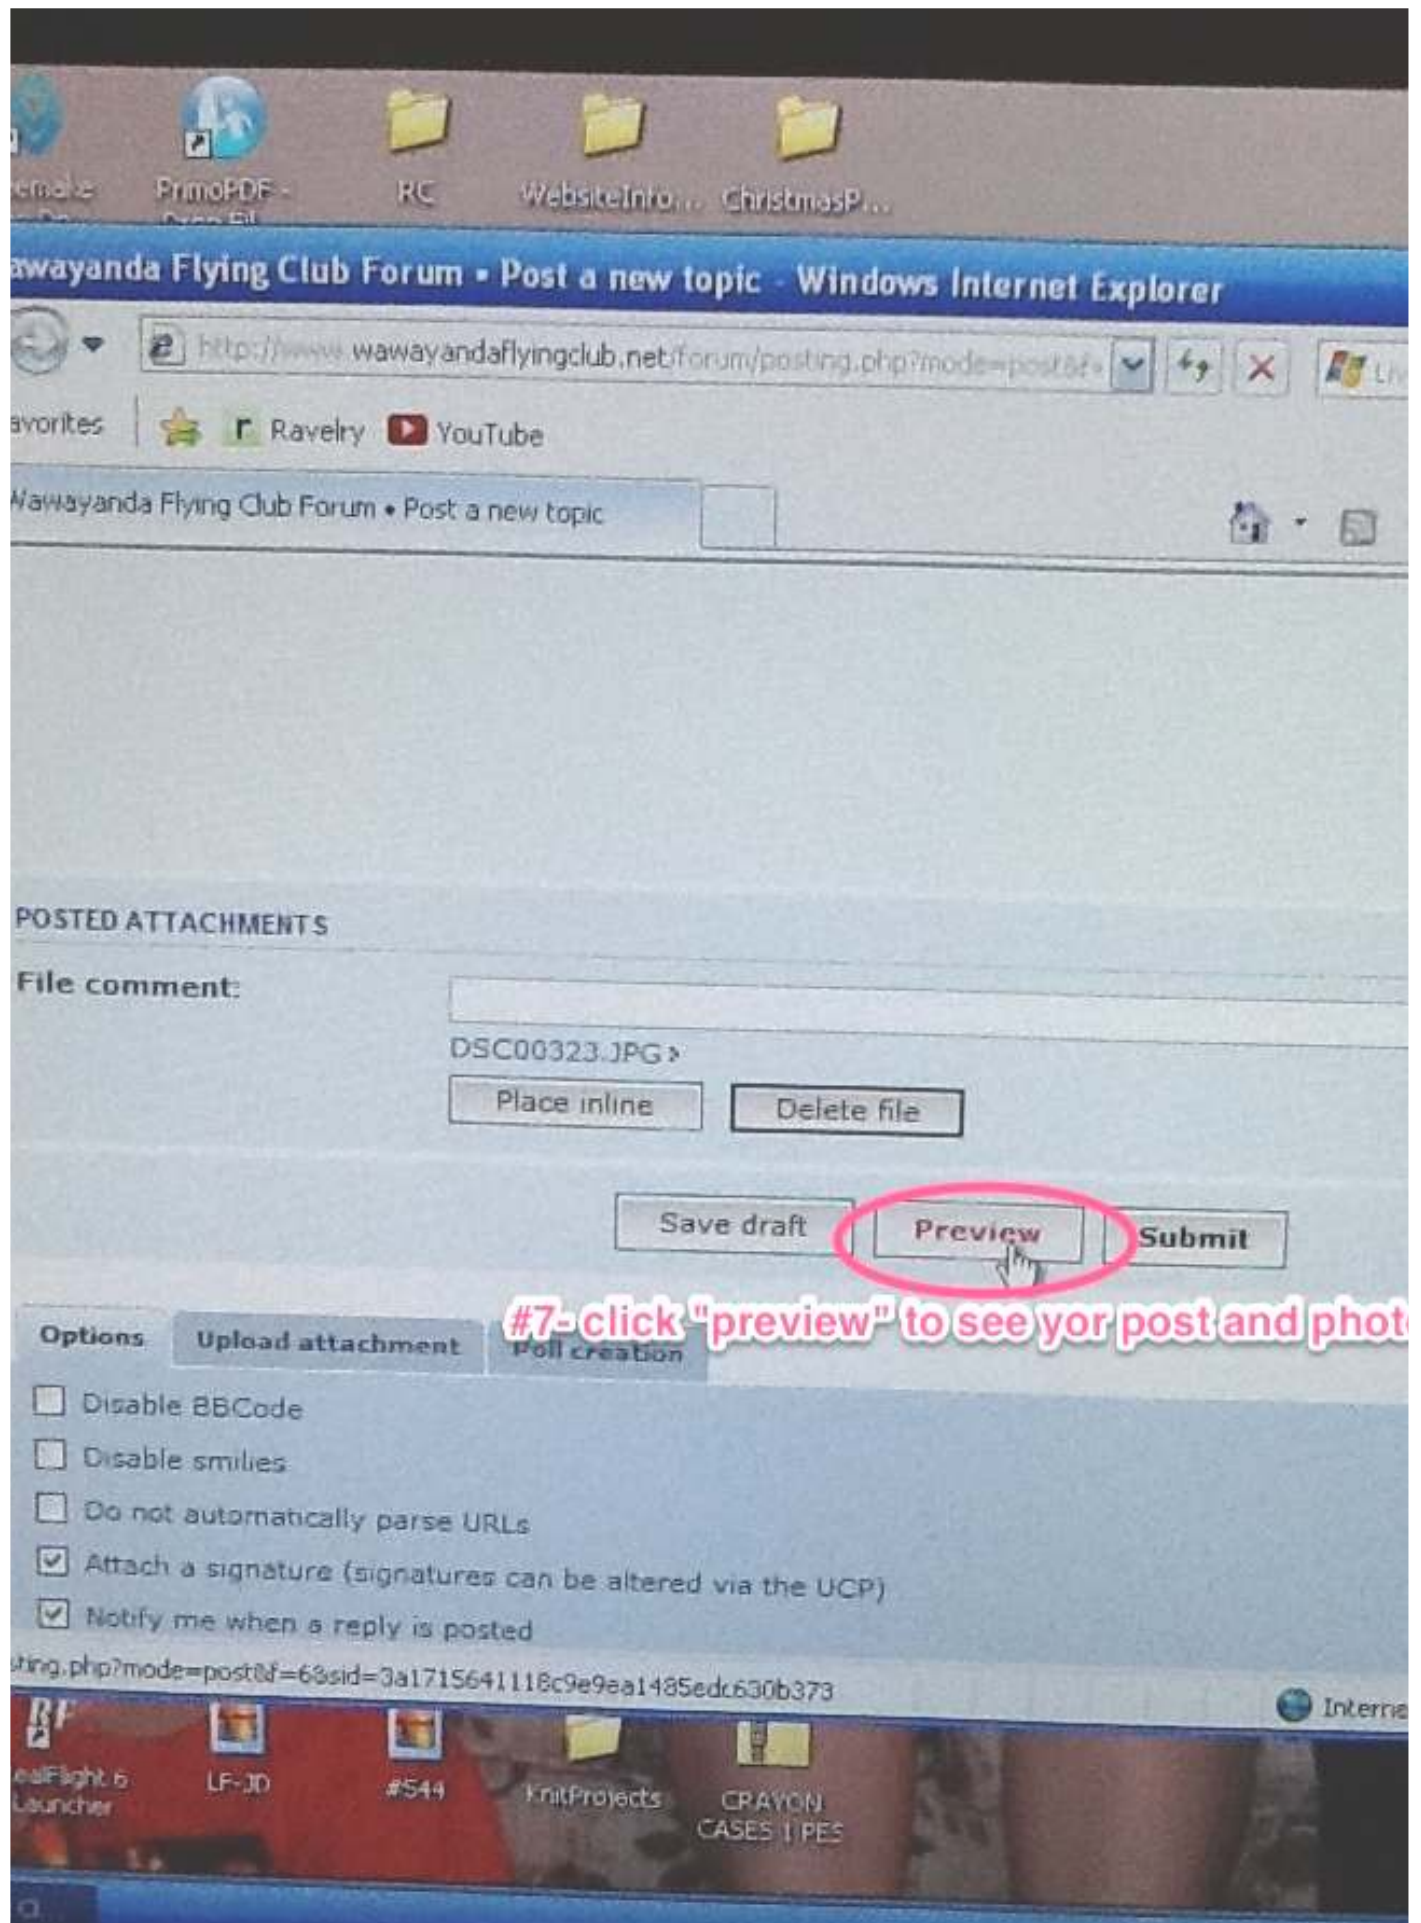 PrimoPDF - RC WebsiteInfo... ChristmasP...
awayanda Flying Club Forum • Post a new topic - Windows Internet Explorer
http://www.wawayandaflyingclub.net/forum/posting.php?mode=post&f=
avorites r Ravelry YouTube
Wawayanda Flying Club Forum • Post a new topic
POSTED ATTACHMENTS
File comment:
DSC00323.JPG
Place inline Delete file
Save draft Preview Submit
#7- click "preview" to see yor post and phot
Options Upload attachment Poll creation
Disable BBCode
Disable smilies
Do not automatically parse URLs
Attach a signature (signatures can be altered via the UCP)
Notify me when a reply is posted
sting.php?mode=post&f=6&sid=3a1715641118c9e9aa1485edc630b373
Interne
RF
ealFlight 6 LF-JD #544 KnitProjects CRAYON
Launcher CASES 1 PES